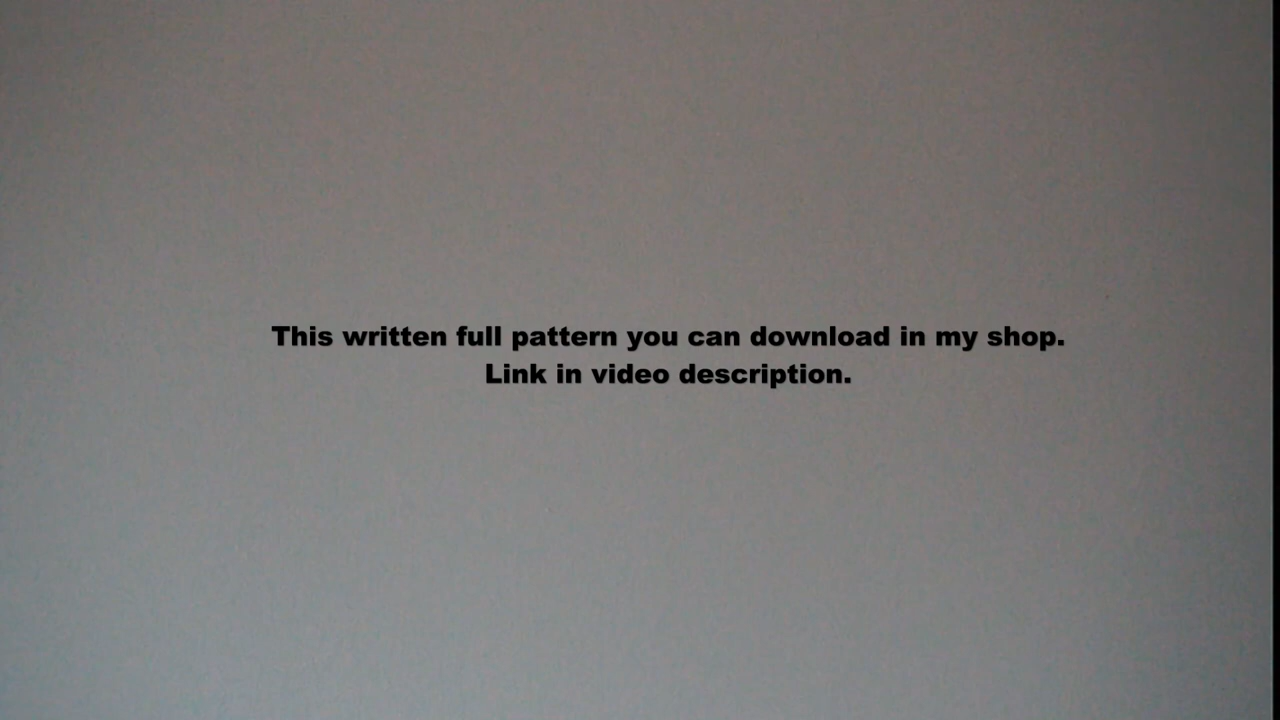 This written full pattern you can download in my shop.
Link in video description.